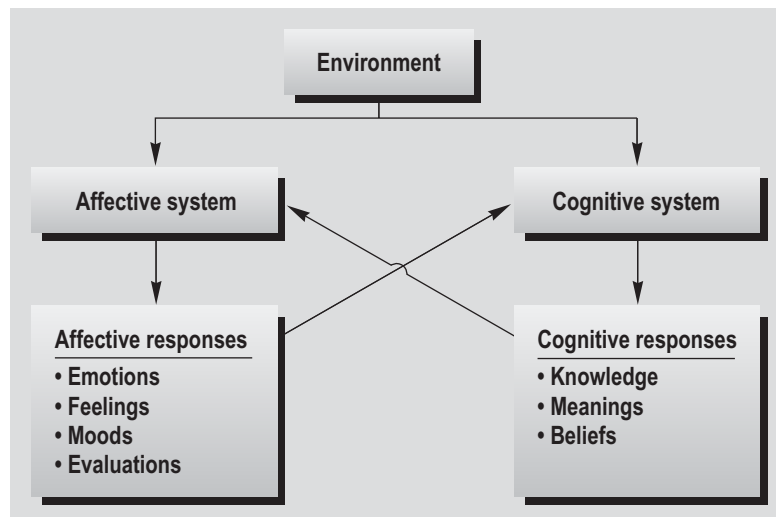 Environment
Affective system
Cognitive system
Affective responses
• Emotions
• Feelings
• Moods
• Evaluations
Cognitive responses
• Knowledge
• Meanings
• Beliefs